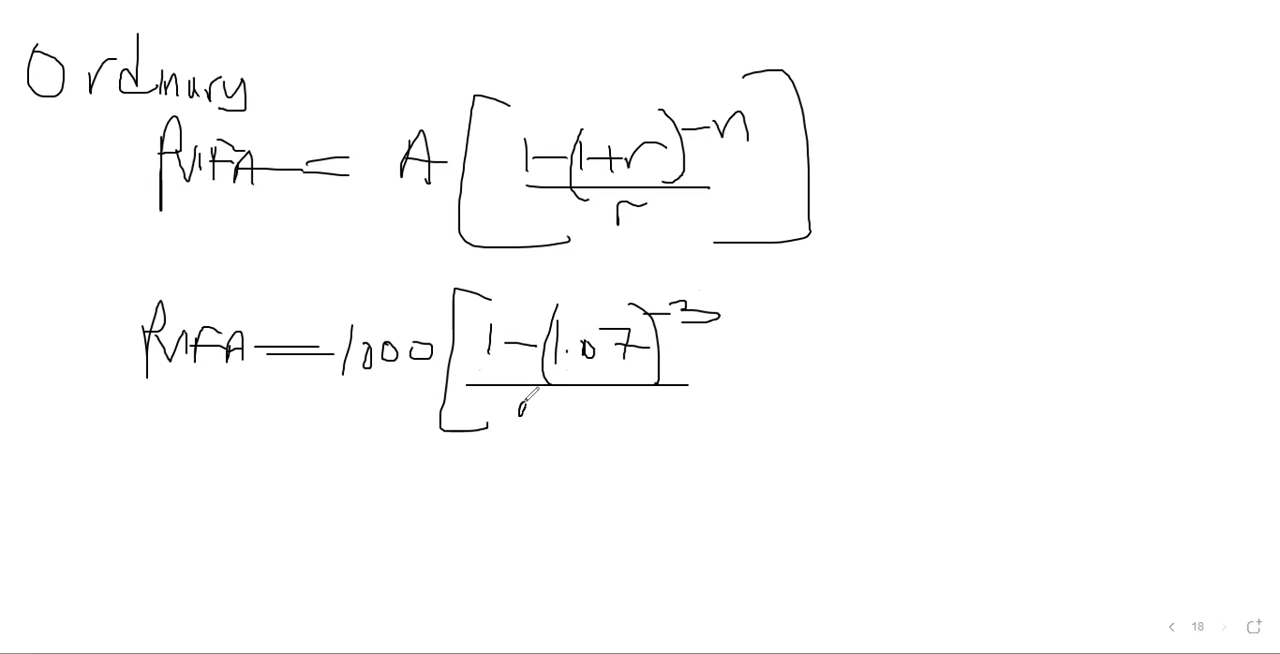 Ordinary
PVIFA = A [ 1-(1+r)^-n / r ]
PVIFA = 1000 [ 1-(1.07)^-3 / 0
18